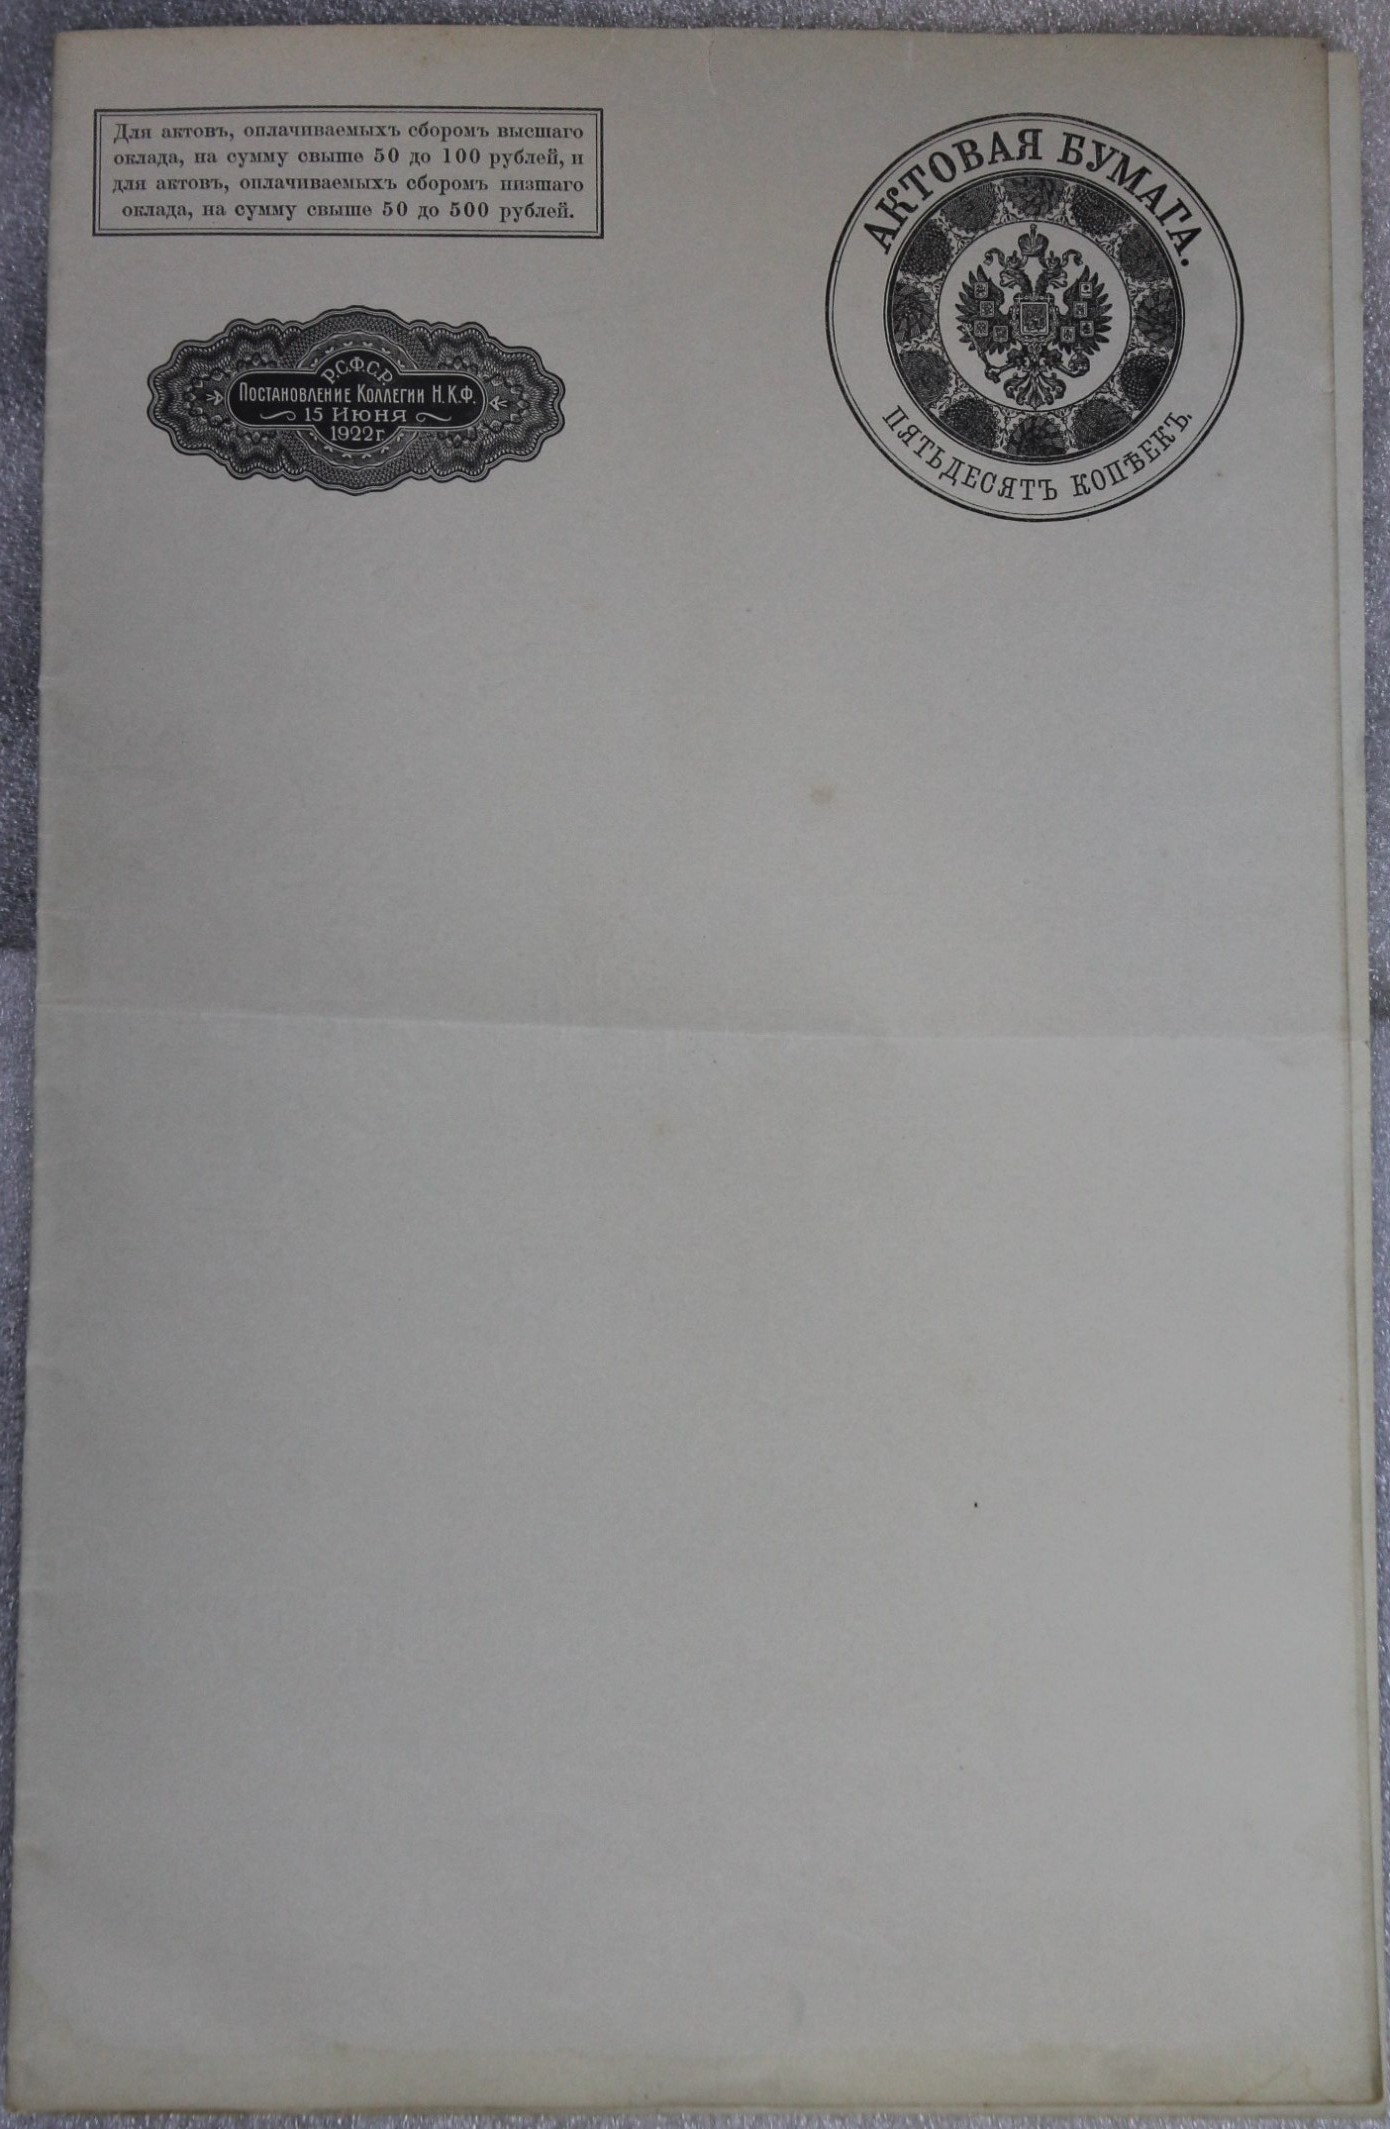 Для актовъ, оплачиваемыхъ сборомъ высшаго
оклада, на сумму свыше 50 до 100 рублей, и
для актовъ, оплачиваемыхъ сборомъ низшаго
оклада, на сумму свыше 50 до 500 рублей.
АКТОВАЯ БУМАГА.
ПЯТЬДЕСЯТЪ КОПѢЕКЪ.
Р.С.Ф.С.Р.
Постановление Коллегии Н.К.Ф.
15 Июня
1922г.